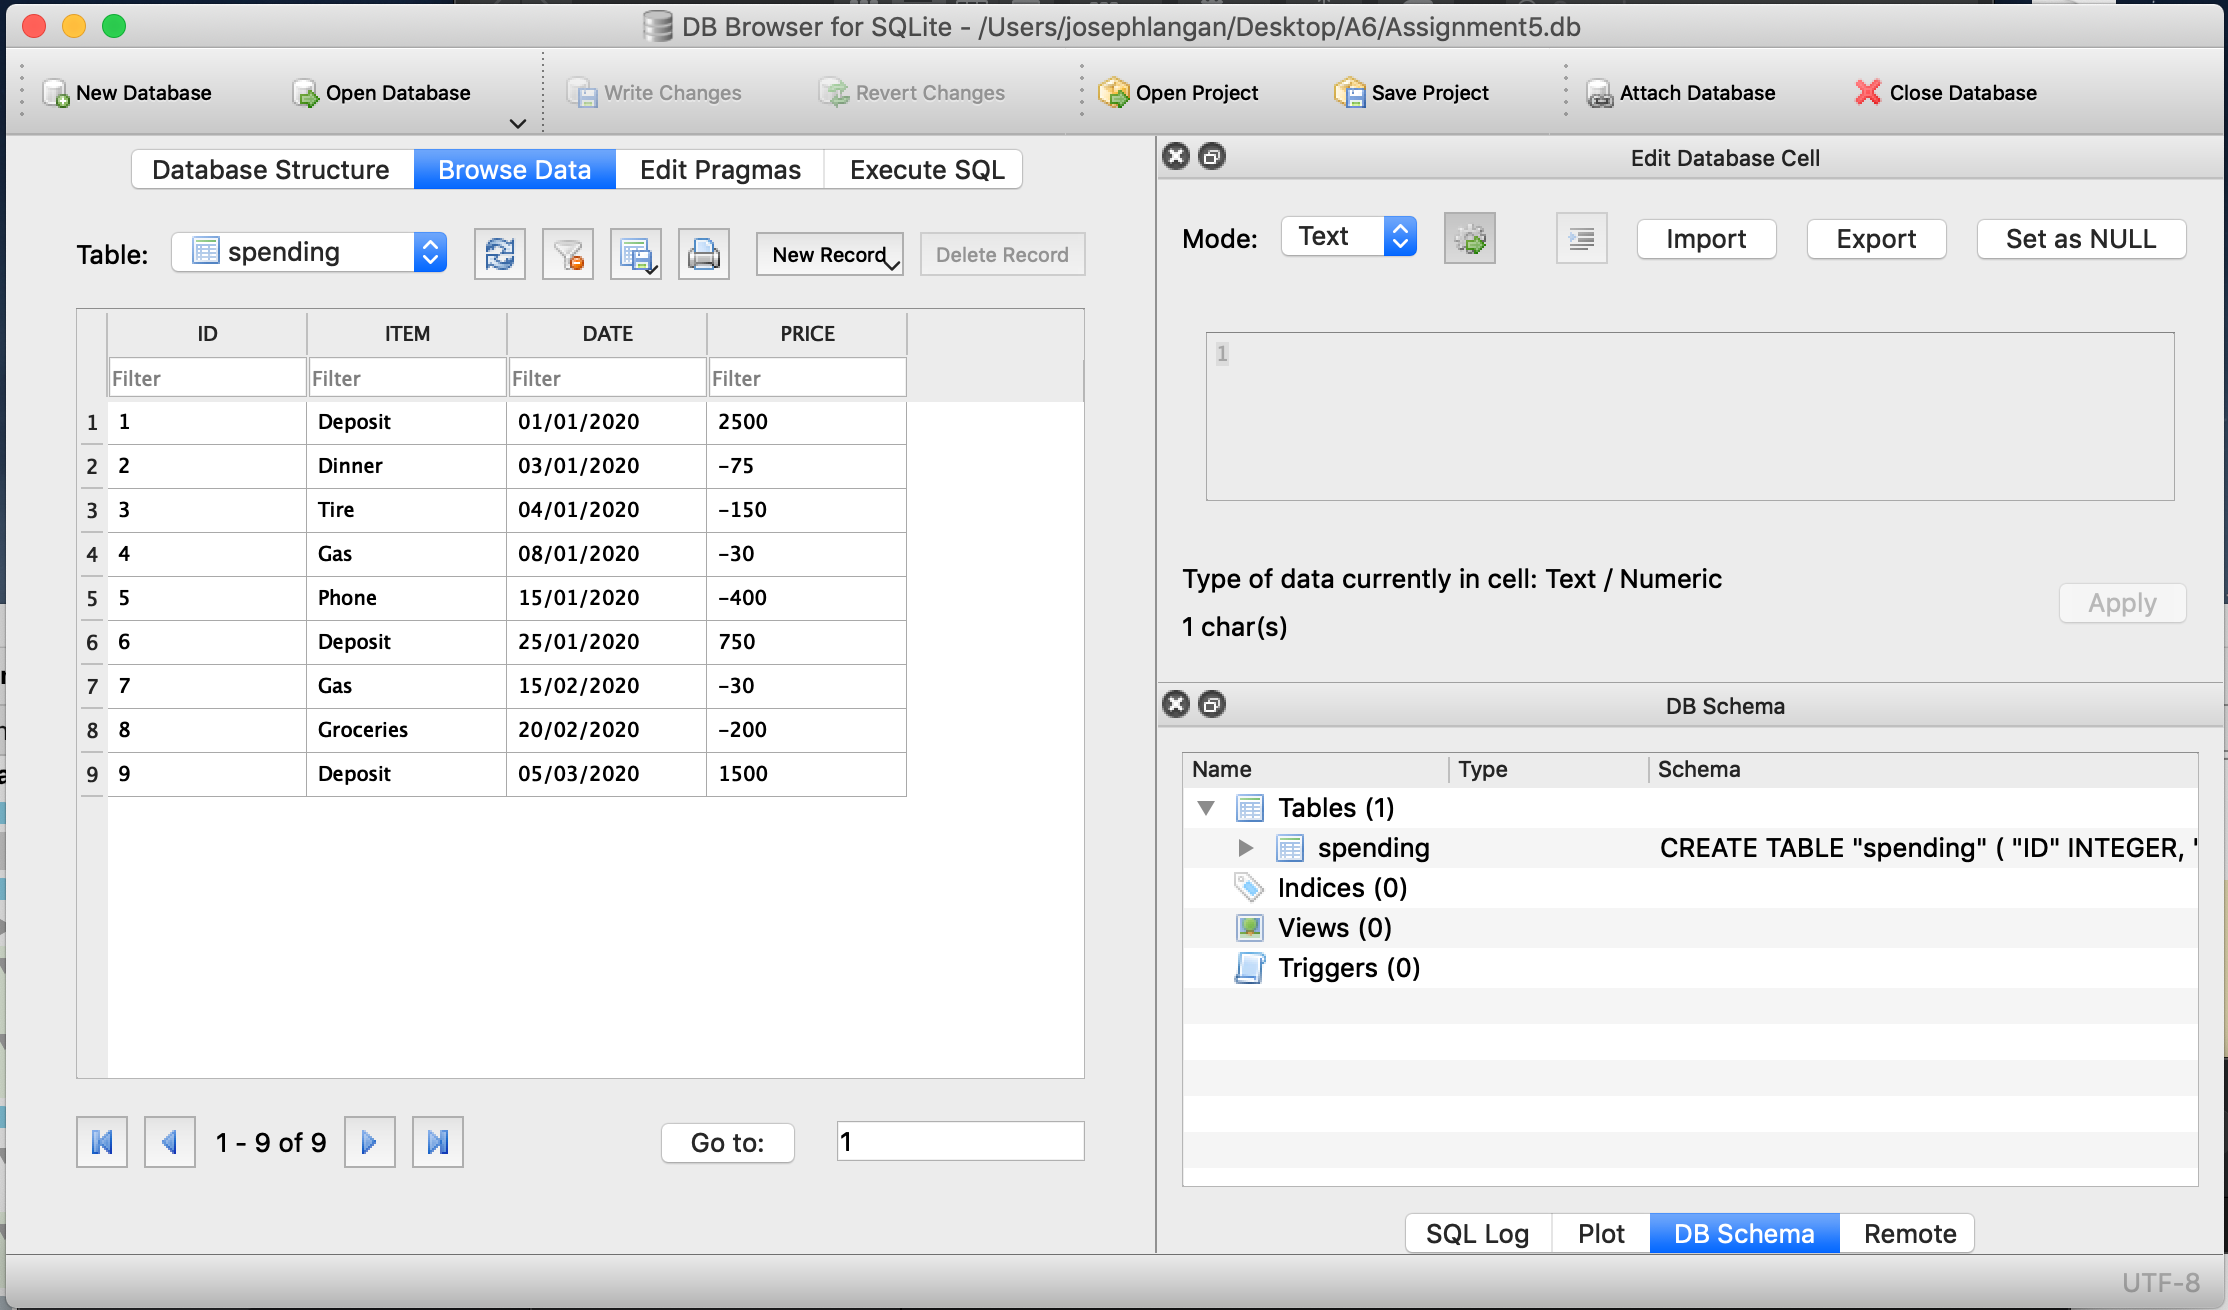 DB Browser for SQLite - /Users/josephlangan/Desktop/A6/Assignment5.db
New Database Open Database Write Changes Revert Changes Open Project Save Project Attach Database Close Database
Database Structure Browse Data Edit Pragmas Execute SQL
Table: spending New Record Delete Record
ID ITEM DATE PRICE
Filter Filter Filter Filter
1 1 Deposit 01/01/2020 2500
2 2 Dinner 03/01/2020 -75
3 3 Tire 04/01/2020 -150
4 4 Gas 08/01/2020 -30
5 5 Phone 15/01/2020 -400
6 6 Deposit 25/01/2020 750
7 7 Gas 15/02/2020 -30
8 8 Groceries 20/02/2020 -200
9 9 Deposit 05/03/2020 1500
1 - 9 of 9 Go to: 1
Edit Database Cell
Mode: Text Import Export Set as NULL
1
Type of data currently in cell: Text / Numeric
1 char(s)
Apply
DB Schema
Name Type Schema
Tables (1)
spending CREATE TABLE "spending" ( "ID" INTEGER, "
Indices (0)
Views (0)
Triggers (0)
SQL Log Plot DB Schema Remote
UTF-8